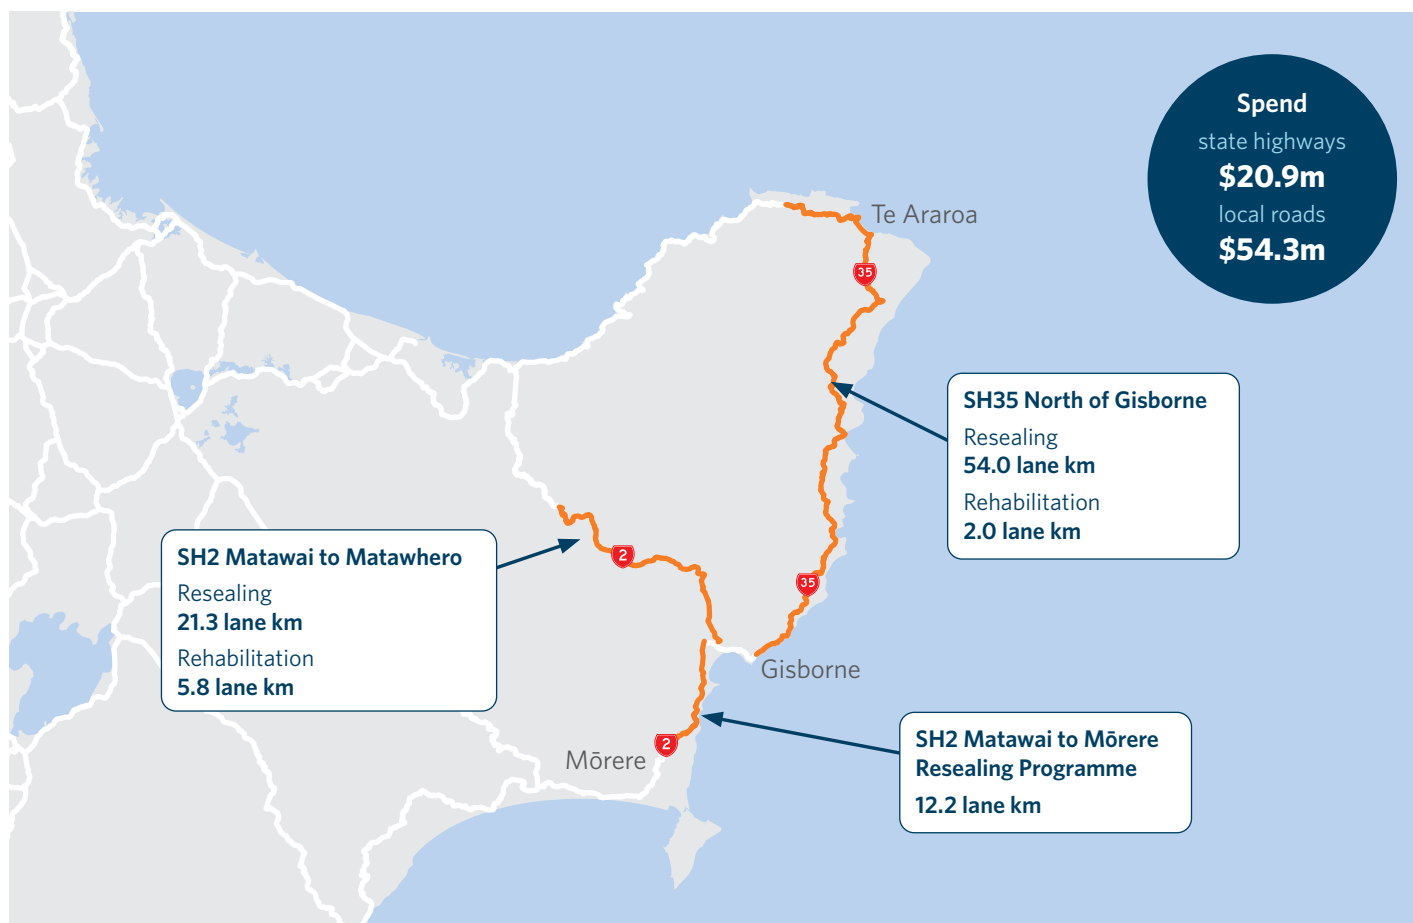 Spend
state highways
$20.9m
local roads
$54.3m
Te Araroa
35
SH35 North of Gisborne
Resealing
54.0 lane km
Rehabilitation
2.0 lane km
SH2 Matawai to Matawhero
Resealing
21.3 lane km
Rehabilitation
5.8 lane km
2
35
Gisborne
SH2 Matawai to Mōrere
Resealing Programme
12.2 lane km
2
Mōrere